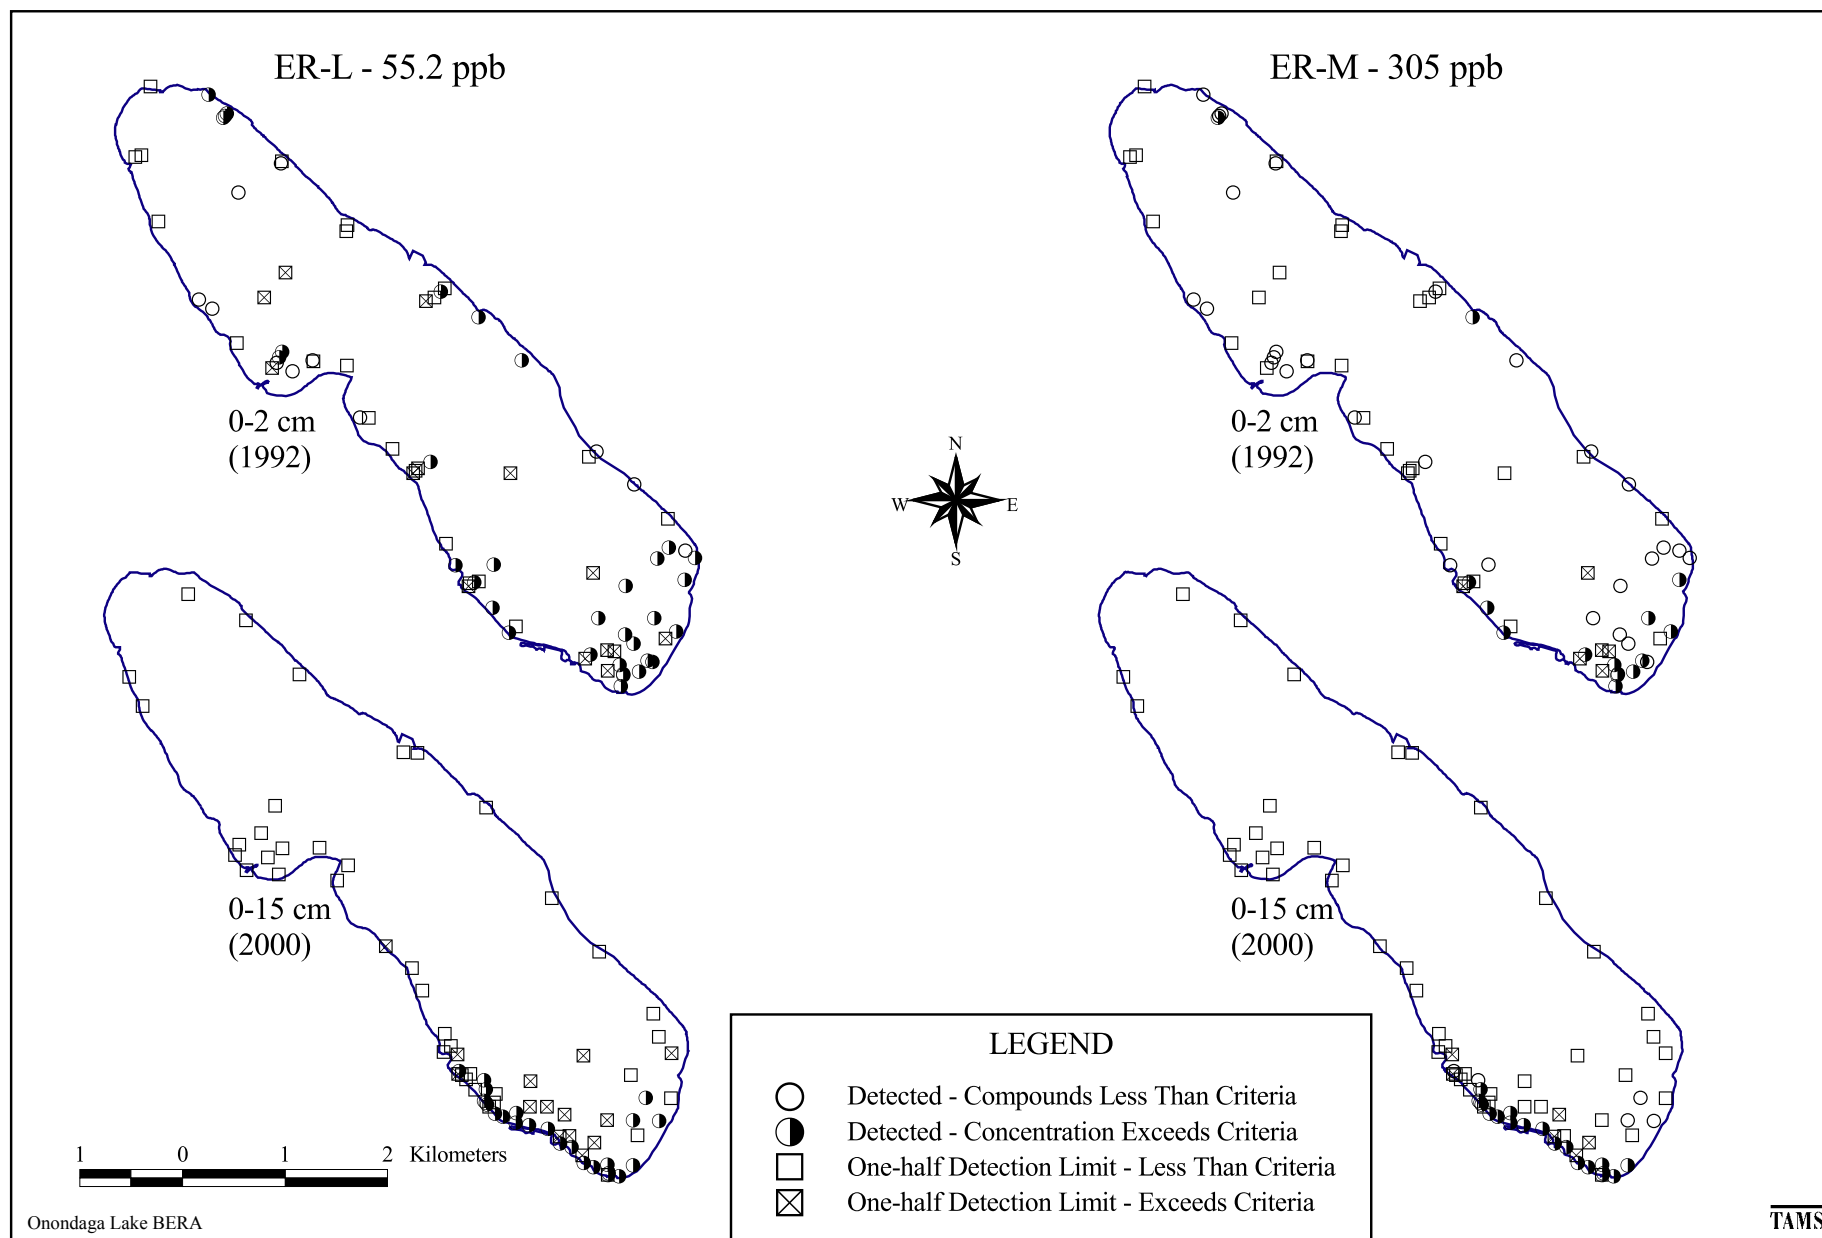 ER-L - 55.2 ppb
ER-M - 305 ppb
0-2 cm
(1992)
0-2 cm
(1992)
N
W
E
S
0-15 cm
(2000)
0-15 cm
(2000)
LEGEND
Detected - Compounds Less Than Criteria
Detected - Concentration Exceeds Criteria
One-half Detection Limit - Less Than Criteria
One-half Detection Limit - Exceeds Criteria
1 0 1 2 Kilometers
Onondaga Lake BERA
TAMS